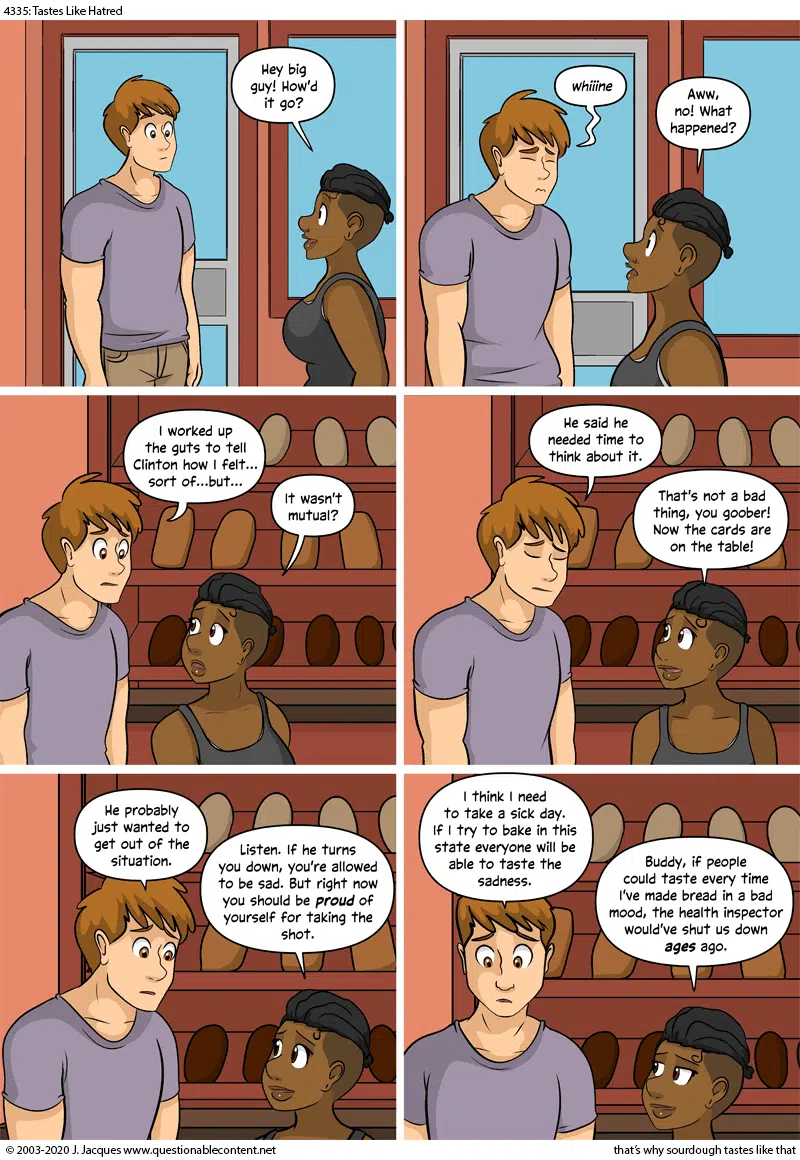 4335: Tastes Like Hatred
Hey big
guy! How'd
it go?
whiiine
Aww,
no! What
happened?
I worked up
the guts to tell
Clinton how I felt...
sort of...but...
It wasn't
mutual?
He said he
needed time to
think about it.
That's not a bad
thing, you goober!
Now the cards are
on the table!
He probably
just wanted to
get out of the
situation.
Listen. If he turns
you down, you're allowed
to be sad. But right now
you should be proud of
yourself for taking the
shot.
I think I need
to take a sick day.
If I try to bake in this
state everyone will be
able to taste the
sadness.
Buddy, if people
could taste every time
I've made bread in a bad
mood, the health inspector
would've shut us down
ages ago.
© 2003-2020 J. Jacques www.questionablecontent.net
that's why sourdough tastes like that